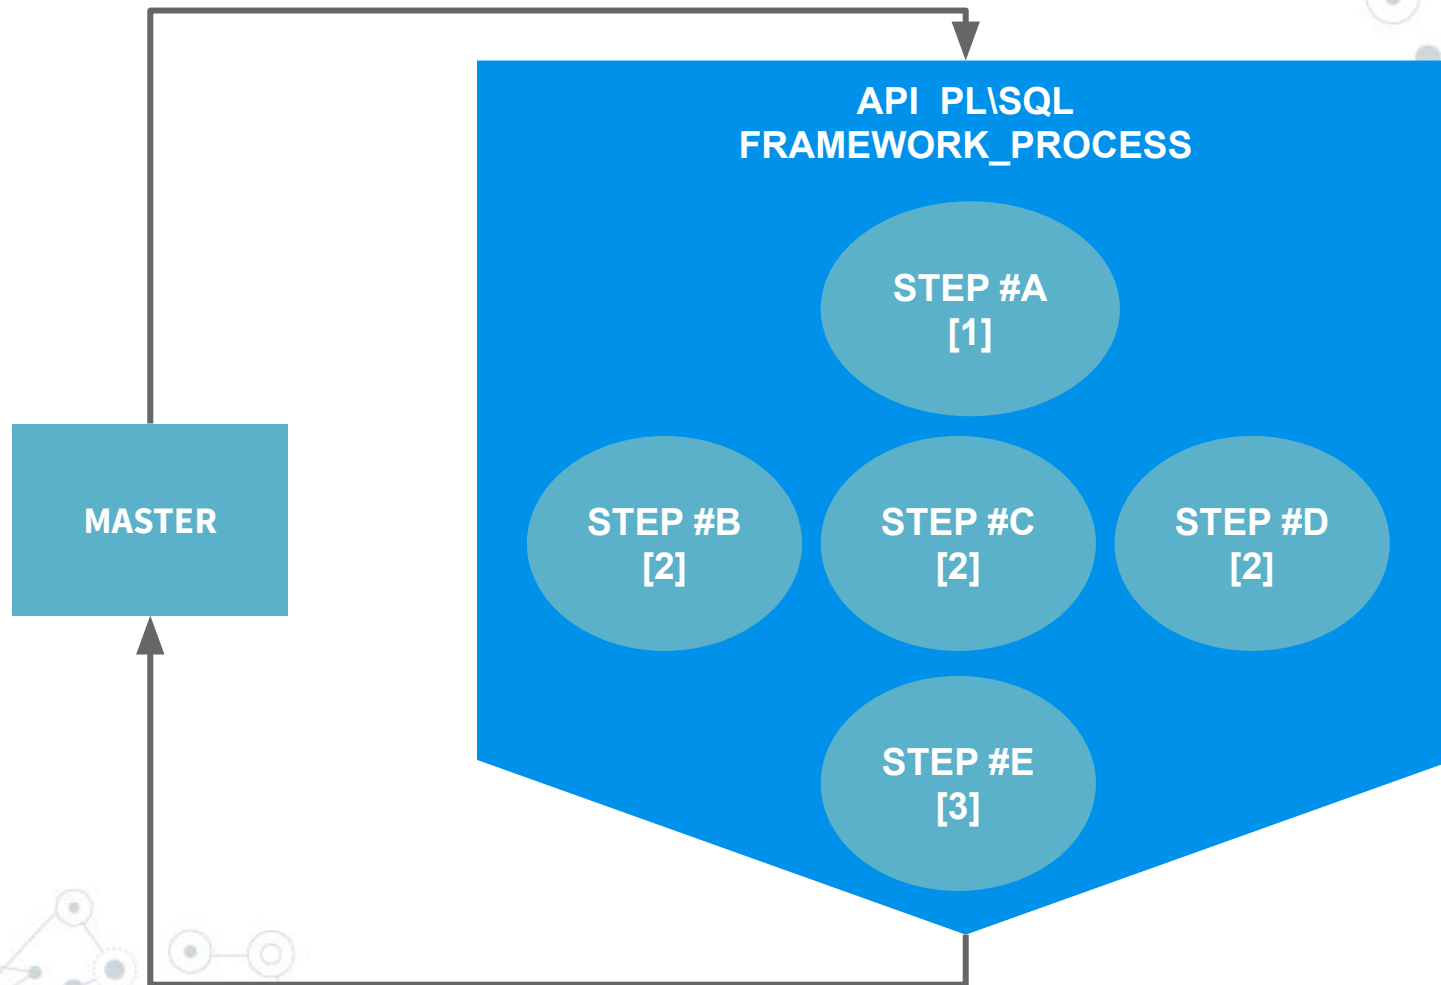 API PL\SQL
FRAMEWORK_PROCESS
STEP #A
[1]
MASTER
STEP #B
[2]
STEP #C
[2]
STEP #D
[2]
STEP #E
[3]